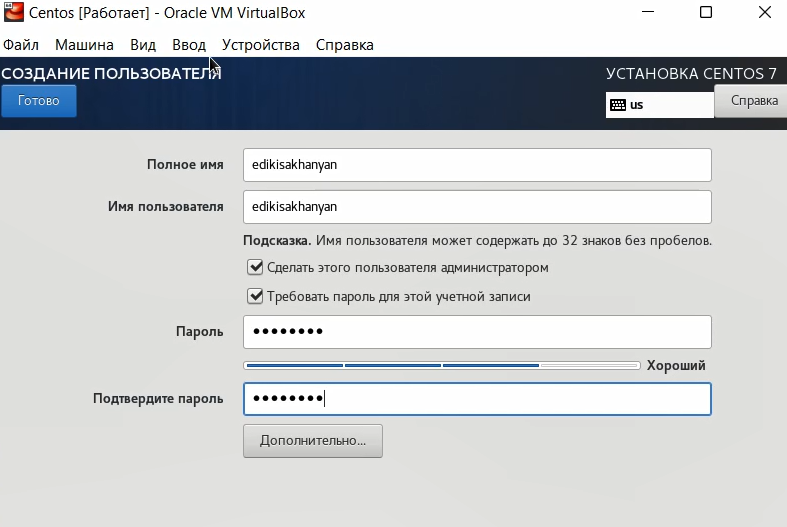 Centos [Работает] - Oracle VM VirtualBox
Файл Машина Вид Ввод Устройства Справка
СОЗДАНИЕ ПОЛЬЗОВАТЕЛЯ
УСТАНОВКА CENTOS 7
Готово
us
Справка
Полное имя
edikisakhanyan
Имя пользователя
edikisakhanyan
Подсказка. Имя пользователя может содержать до 32 знаков без пробелов.
Сделать этого пользователя администратором
Требовать пароль для этой учетной записи
Пароль
••••••••
Хороший
Подтвердите пароль
••••••••
Дополнительно...